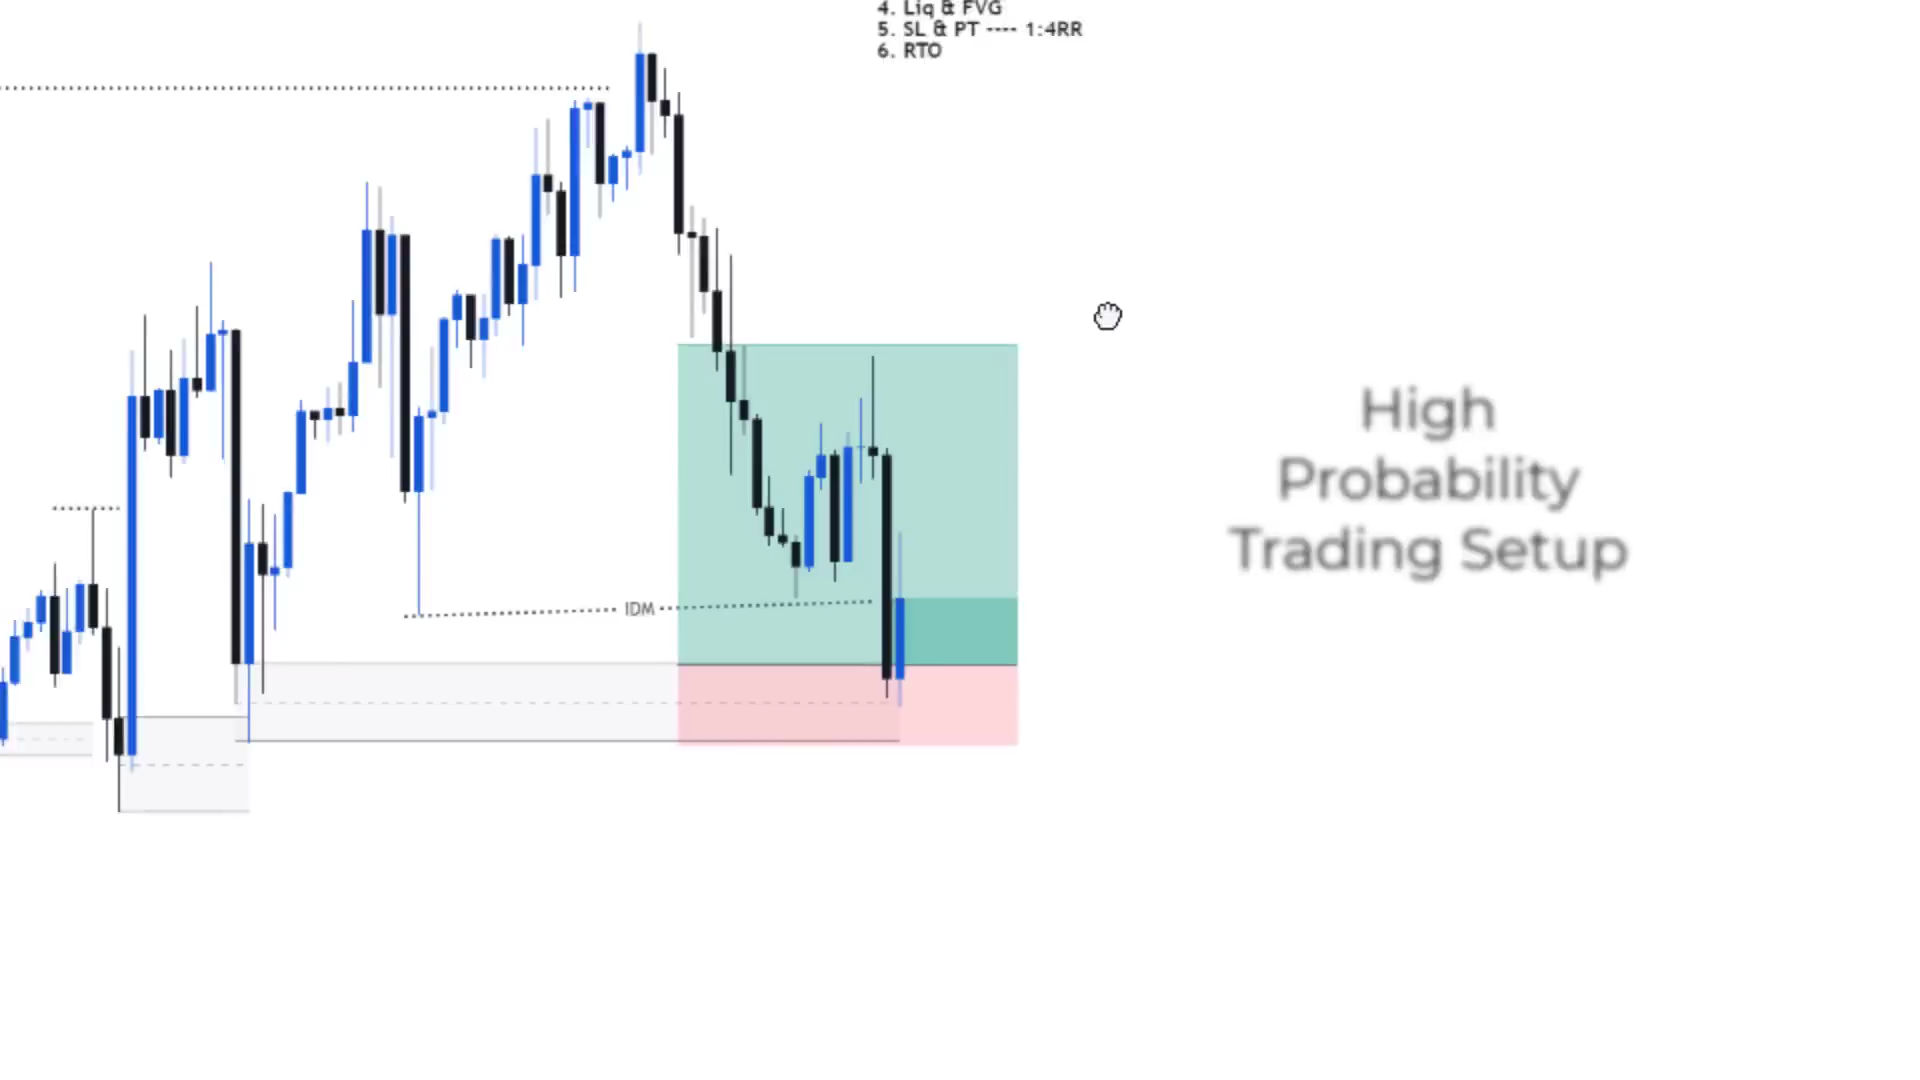 4. Liq & FVG
5. SL & PT ---- 1:4RR
6. RTO
IDM
High
Probability
Trading Setup